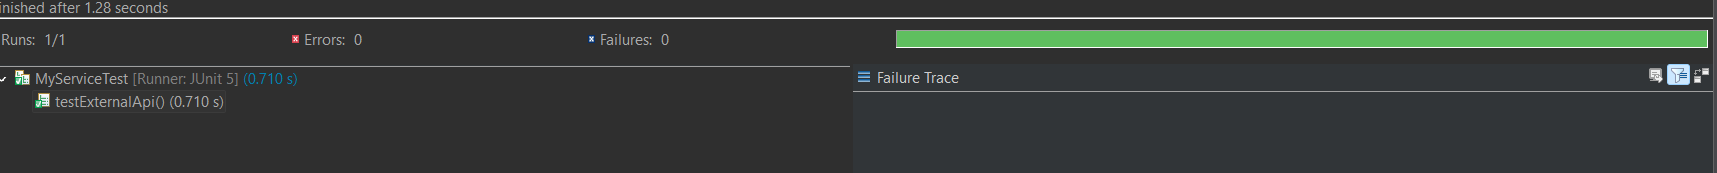 inished after 1.28 seconds
Runs: 1/1 Errors: 0 Failures: 0
MyServiceTest [Runner: JUnit 5] (0.710 s)
testExternalApi() (0.710 s)
Failure Trace